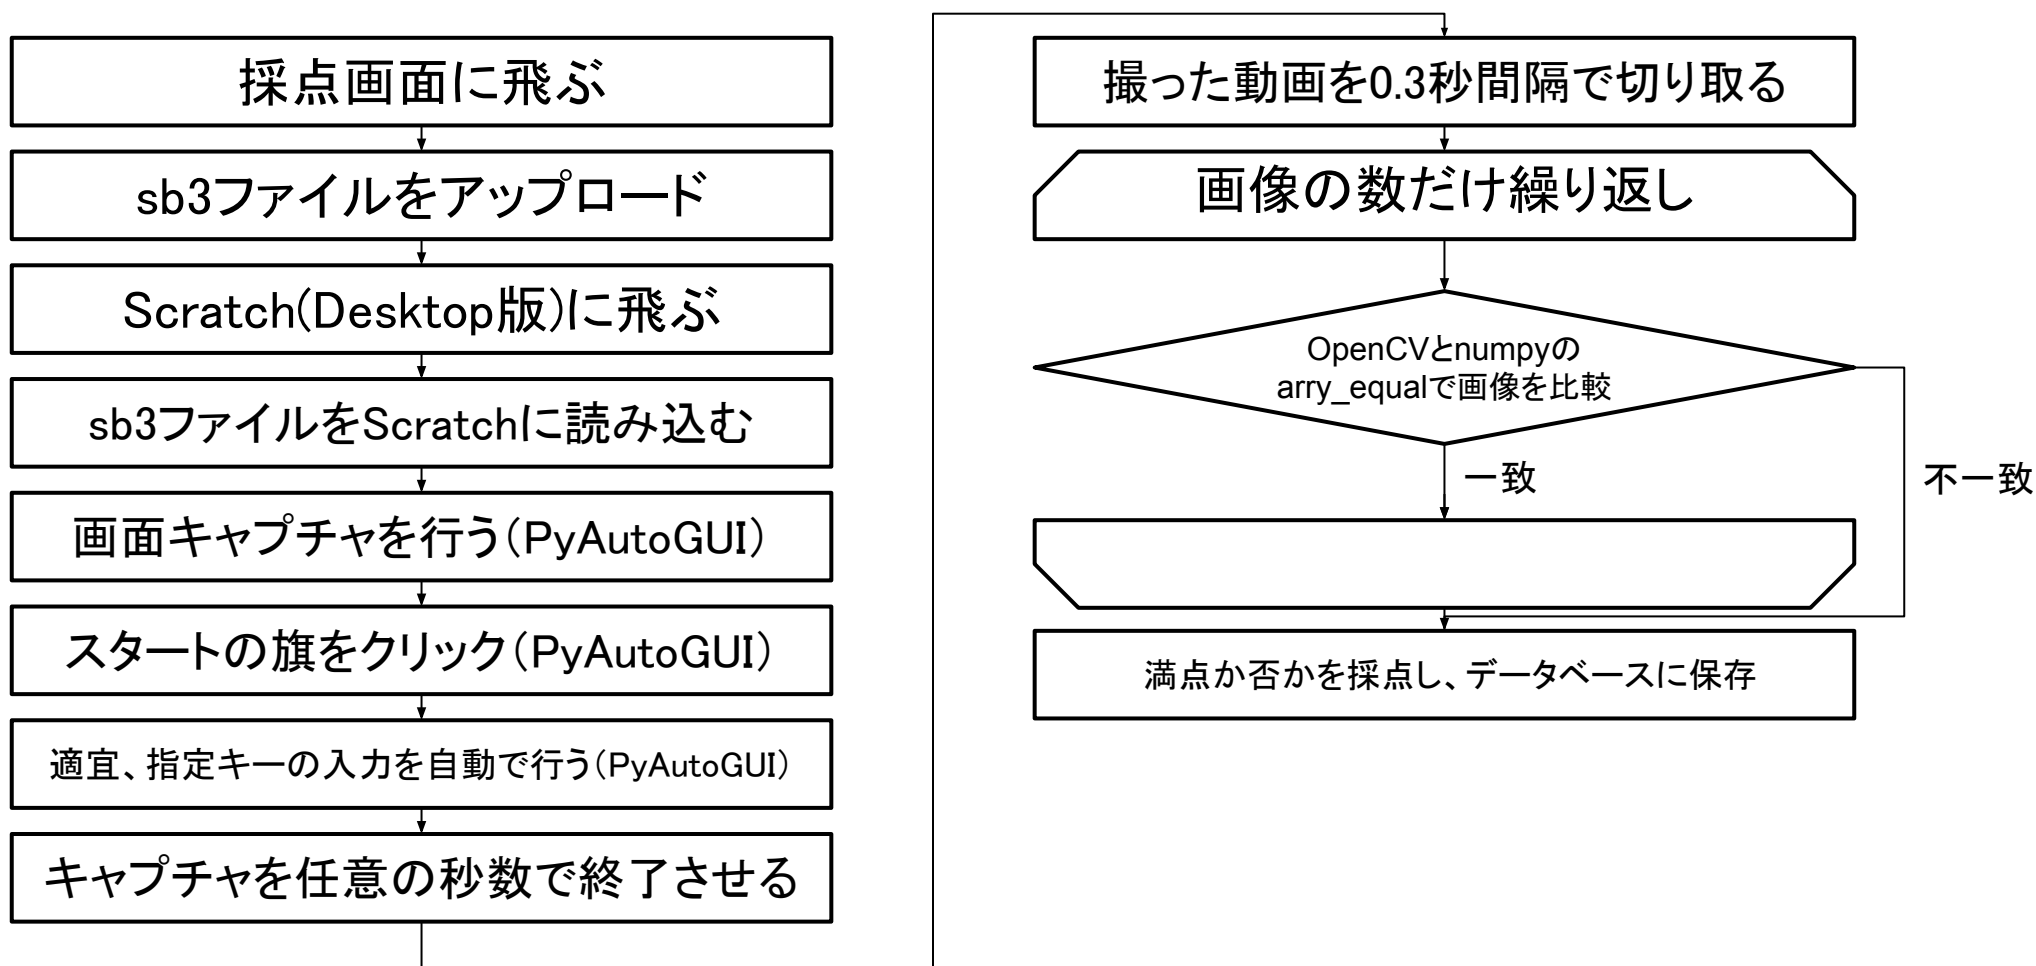 採点画面に飛ぶ
sb3ファイルをアップロード
Scratch(Desktop版)に飛ぶ
sb3ファイルをScratchに読み込む
画面キャプチャを行う(PyAutoGUI)
スタートの旗をクリック(PyAutoGUI)
適宜、指定キーの入力を自動で行う(PyAutoGUI)
キャプチャを任意の秒数で終了させる
撮った動画を0.3秒間隔で切り取る
画像の数だけ繰り返し
OpenCVとnumpyの
arry_equalで画像を比較
一致
不一致
満点か否かを採点し、データベースに保存